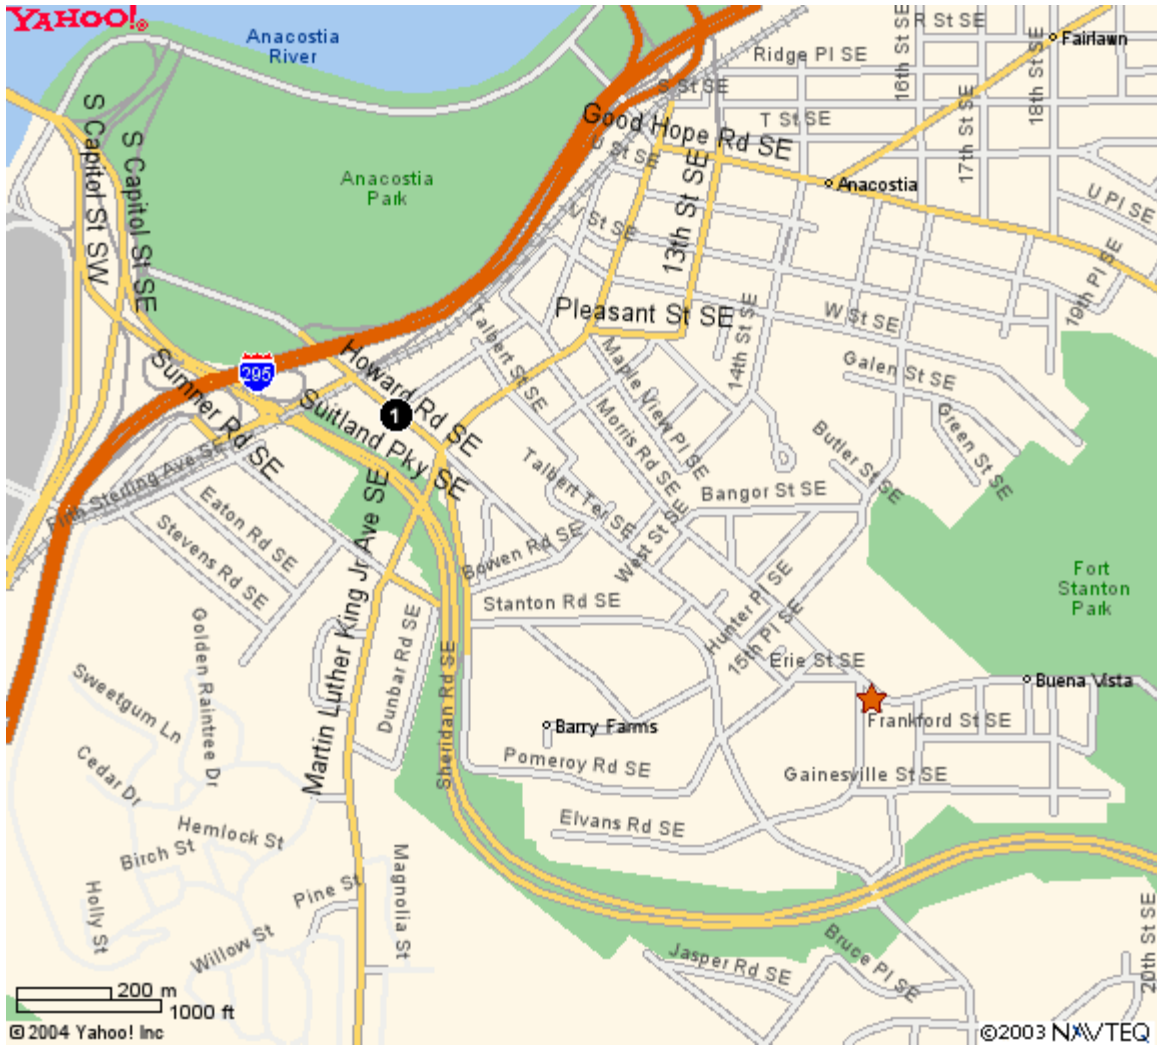 YAHOO!®
Anacostia
River
R St SE
Fairlawn
Ridge Pl SE
16th St SE
18th St SE
S St SE
S Capitol St SW
S Capitol St SE
Good Hope Rd SE
T St SE
17th St SE
U St SE
Anacostia
Park
Anacostia
U Pl SE
V St SE
13th St SE
19th Pl SE
Pleasant St SE
W St SE
Talbert St SE
14th St SE
295
Howard Rd SE
Maple View Pl SE
Galen St SE
Sumner Rd SE
Suitland Pky SE
1
Morris Rd SE
Green St SE
Butler St SE
Firth Sterling Ave SE
Talbert Ter SE
Bangor St SE
Eaton Rd SE
Stevens Rd SE
Martin Luther King Jr Ave SE
Bowen Rd SE
West St SE
Fort
Stanton
Park
Stanton Rd SE
Hunter Pl SE
15th Pl SE
Golden Raintree Dr
Dunbar Rd SE
Sheridan Rd SE
Erie St SE
Buena Vista
Sweetgum Ln
Barry Farms
Frankford St SE
Cedar Dr
Pomeroy Rd SE
Gainesville St SE
Hemlock St
Elvans Rd SE
Birch St
Pine St
Magnolia St
Holly St
Willow St
Jasper Rd SE
Bruce Pl SE
20th St SE
200 m
1000 ft
© 2004 Yahoo! Inc
©2003 NAVTEQ